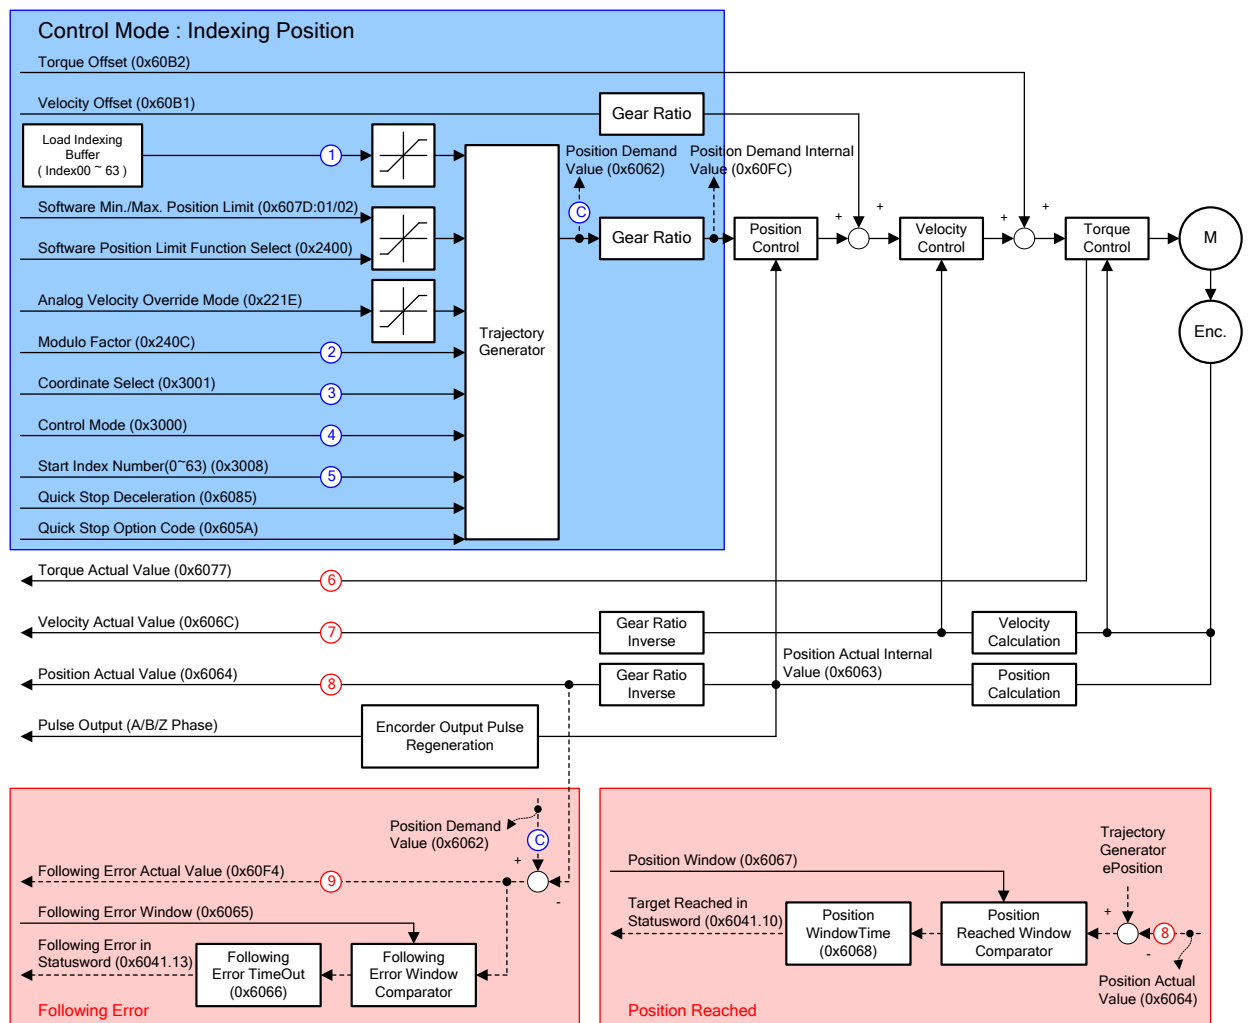 Control Mode : Indexing Position
Torque Offset (0x60B2)
Velocity Offset (0x60B1)
Gear Ratio
Load Indexing
Buffer
( Index00 ~ 63 )
1
Position Demand
Value (0x6062)
Position Demand Internal
Value (0x60FC)
C
Software Min./Max. Position Limit (0x607D:01/02)
Software Position Limit Function Select (0x2400)
Gear Ratio
Position
Control
+
+
Velocity
Control
+
+
Torque
Control
M
Analog Velocity Override Mode (0x221E)
Trajectory
Generator
Enc.
Modulo Factor (0x240C)
2
Coordinate Select (0x3001)
3
Control Mode (0x3000)
4
Start Index Number(0~63) (0x3008)
5
Quick Stop Deceleration (0x6085)
Quick Stop Option Code (0x605A)
Torque Actual Value (0x6077)
6
Velocity Actual Value (0x606C)
7
Gear Ratio
Inverse
Velocity
Calculation
Position Actual Internal
Value (0x6063)
Position Actual Value (0x6064)
8
Gear Ratio
Inverse
Position
Calculation
Pulse Output (A/B/Z Phase)
Encorder Output Pulse
Regeneration
Position Demand
Value (0x6062)
C
+
-
Following Error Actual Value (0x60F4)
9
Following Error Window (0x6065)
Following Error in
Statusword (0x6041.13)
Following
Error TimeOut
(0x6066)
Following
Error Window
Comparator
Following Error
Trajectory
Generator
ePosition
Position Window (0x6067)
Target Reached in
Statusword (0x6041.10)
Position
WindowTime
(0x6068)
Position
Reached Window
Comparator
+
-
8
Position Actual
Value (0x6064)
Position Reached